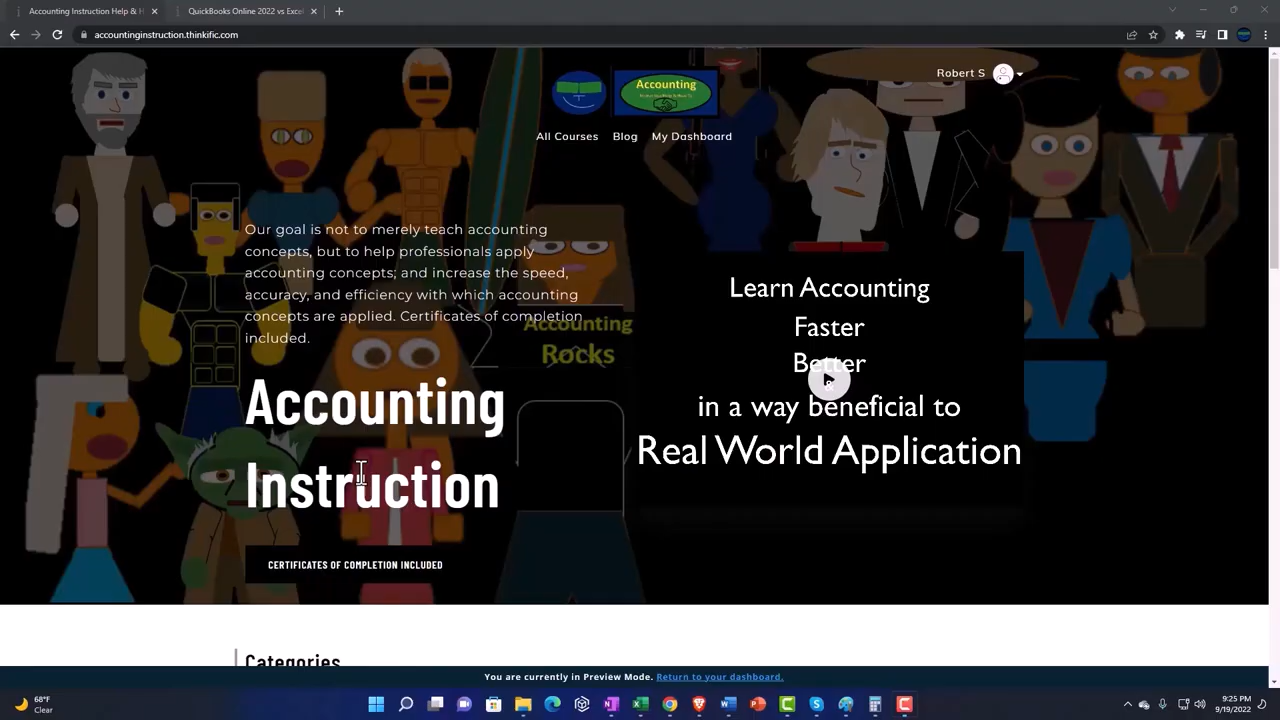 Accounting Instruction Help & H
QuickBooks Online 2022 vs Excel
accountinginstruction.thinkific.com
Robert S
Accounting
All Courses
Blog
My Dashboard
Our goal is not to merely teach accounting
concepts, but to help professionals apply
accounting concepts; and increase the speed,
accuracy, and efficiency with which accounting
concepts are applied. Certificates of completion
included.
Accounting
Rocks
Accounting
Instruction
CERTIFICATES OF COMPLETION INCLUDED
Learn Accounting
Faster
Better
&
in a way beneficial to
Real World Application
Categories
You are currently in Preview Mode. Return to your dashboard.
68°F
Clear
9:25 PM
9/19/2022